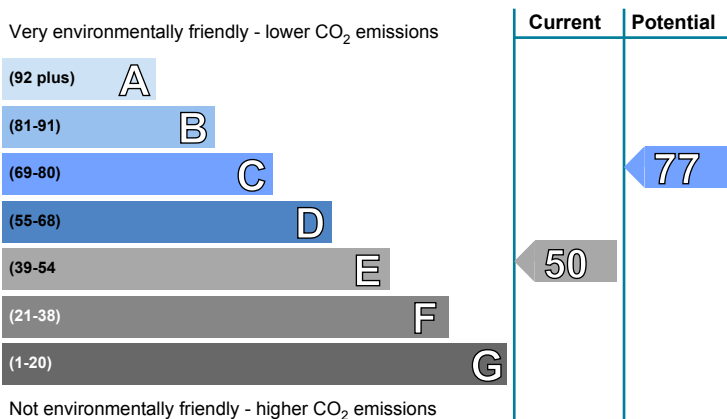 Current Potential
Very environmentally friendly - lower CO2 emissions
(92 plus) A
(81-91) B
(69-80) C
77
(55-68) D
(39-54 E
50
(21-38) F
(1-20) G
Not environmentally friendly - higher CO2 emissions